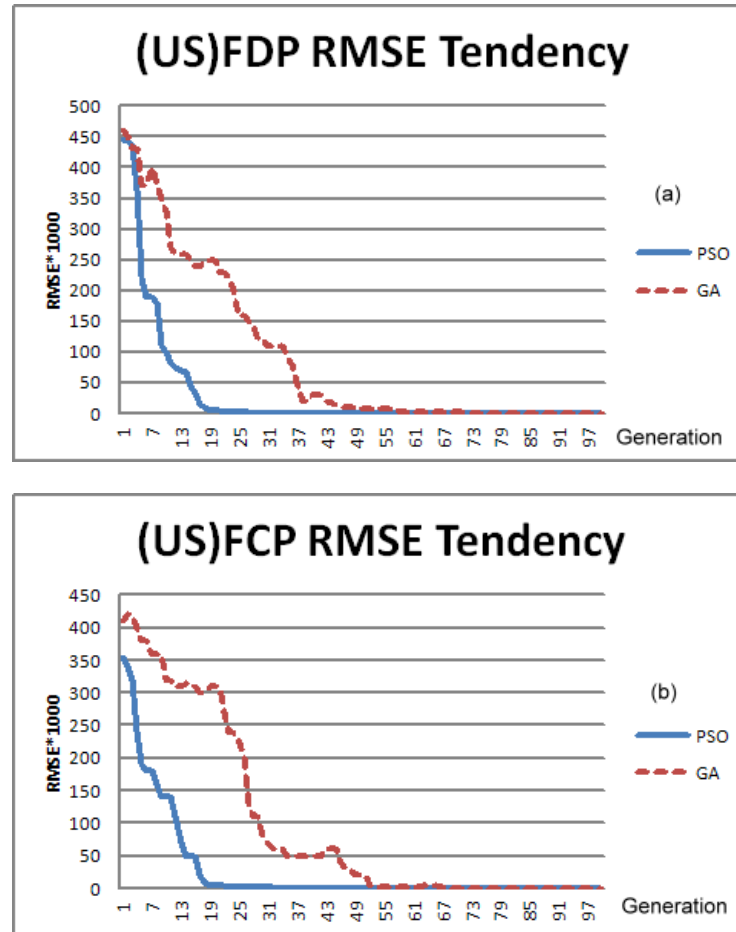 (US)FDP RMSE Tendency
500
450
400
350
300
250
200
150
100
50
0
RMSE*1000
1 7 13 19 25 31 37 43 49 55 61 67 73 79 85 91 97
Generation
(a)
PSO
GA
(US)FCP RMSE Tendency
450
400
350
300
250
200
150
100
50
0
RMSE*1000
1 7 13 19 25 31 37 43 49 55 61 67 73 79 85 91 97
Generation
(b)
PSO
GA